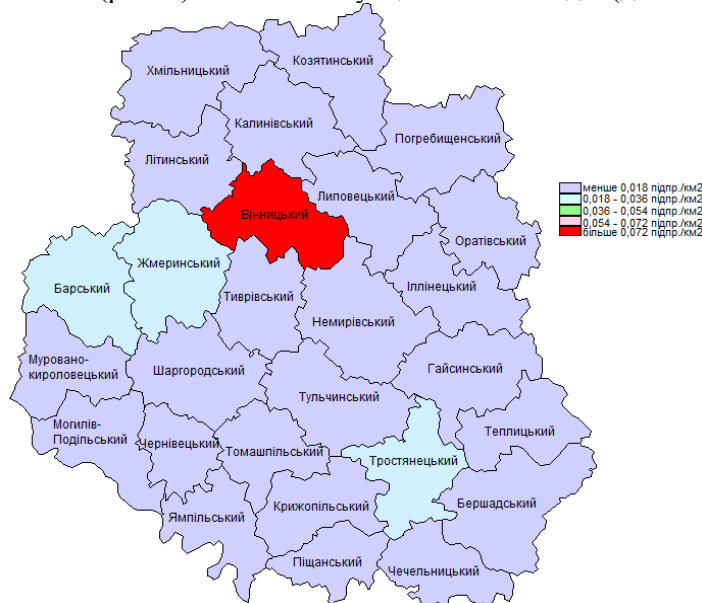 Козятинський
Хмільницький
Калинівський
Погребищенський
Літинський
Липовецький
Вінницький
Оратівський
Жмеринський
Барський
Тиврівський
Іллінецький
Немирівський
Муровано-
кироповецький
Шаргородський
Гайсинський
Тульчинський
Могилів-
Подільський
Чернівецький
Томашпільський
Тростянецький
Теплицький
Крижопільський
Бершадський
Ямпільський
Піщанський
Чечельницький
менше 0,018 підпр./км2
0,018 - 0,036 підпр./км2
0,036 - 0,054 підпр./км2
0,054 - 0,072 підпр./км2
більше 0,072 підпр./км2